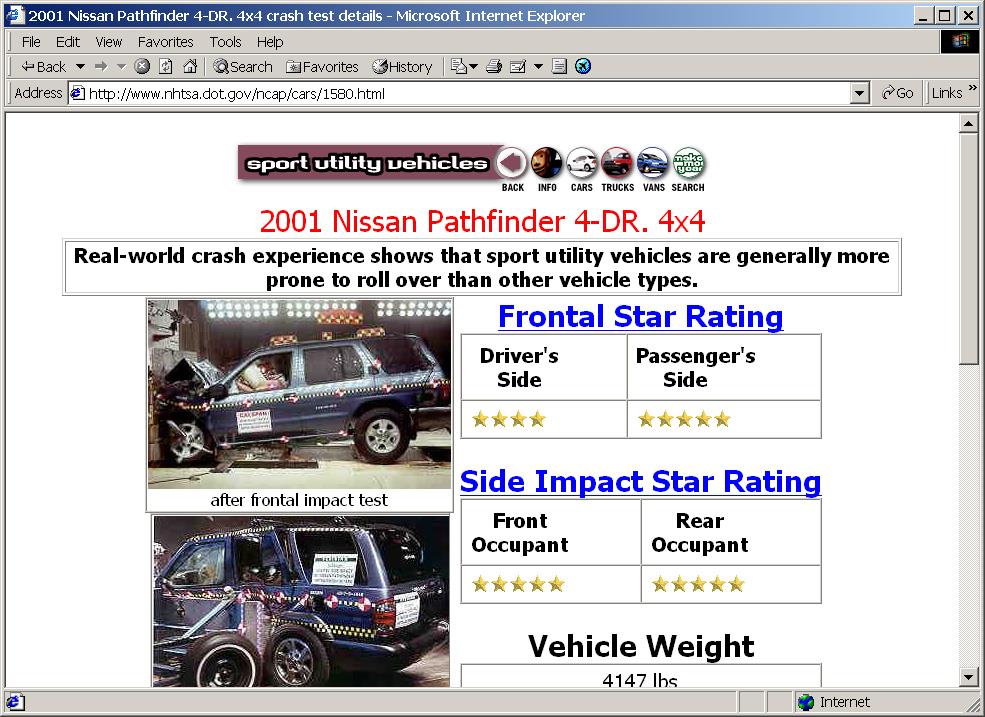 2001 Nissan Pathfinder 4-DR. 4x4 crash test details - Microsoft Internet Explorer
File Edit View Favorites Tools Help
Back Search Favorites History
Address http://www.nhtsa.dot.gov/ncap/cars/1580.html Go Links »
sport utility vehicles
make model year
BACK INFO CARS TRUCKS VANS SEARCH
2001 Nissan Pathfinder 4-DR. 4x4
Real-world crash experience shows that sport utility vehicles are generally more
prone to roll over than other vehicle types.
Frontal Star Rating
Driver's Side
Passenger's Side
CALSPAN
after frontal impact test
Side Impact Star Rating
Front Occupant
Rear Occupant
Vehicle Weight
4147 lbs
Internet